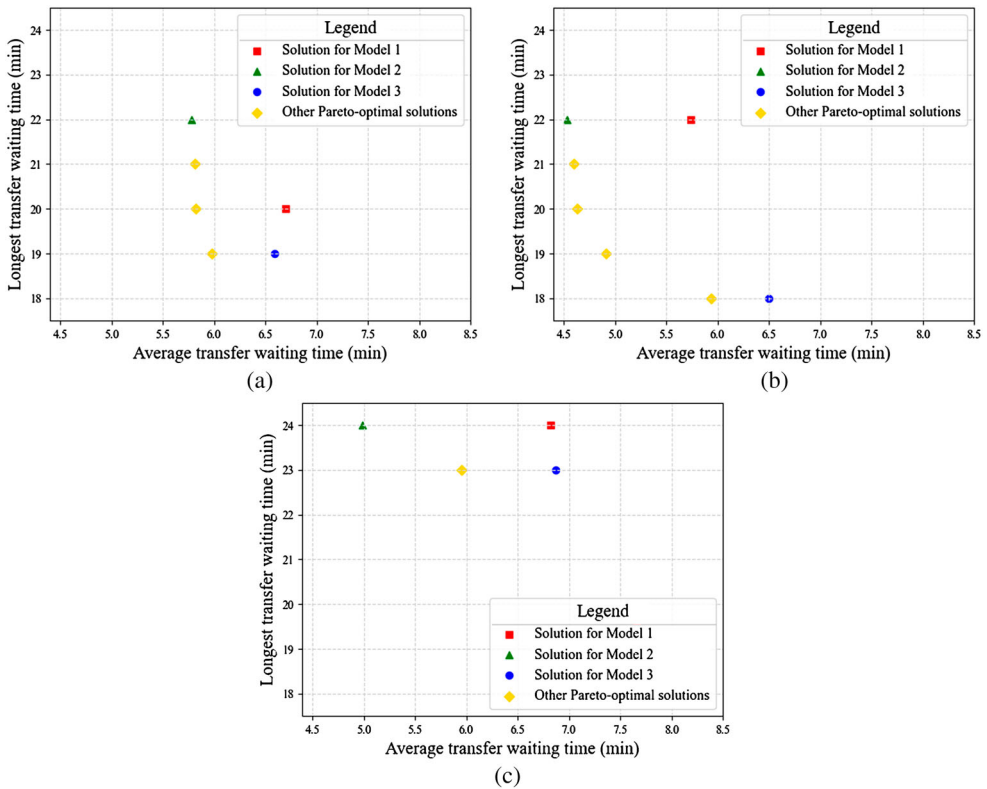 Longest transfer waiting time (min)
24
23
22
21
20
19
18
Legend
Solution for Model 1
Solution for Model 2
Solution for Model 3
Other Pareto-optimal solutions
4.5 5.0 5.5 6.0 6.5 7.0 7.5 8.0 8.5
Average transfer waiting time (min)
(a)
Longest transfer waiting time (min)
24
23
22
21
20
19
18
Legend
Solution for Model 1
Solution for Model 2
Solution for Model 3
Other Pareto-optimal solutions
4.5 5.0 5.5 6.0 6.5 7.0 7.5 8.0 8.5
Average transfer waiting time (min)
(b)
Longest transfer waiting time (min)
24
23
22
21
20
19
18
Legend
Solution for Model 1
Solution for Model 2
Solution for Model 3
Other Pareto-optimal solutions
4.5 5.0 5.5 6.0 6.5 7.0 7.5 8.0 8.5
Average transfer waiting time (min)
(c)